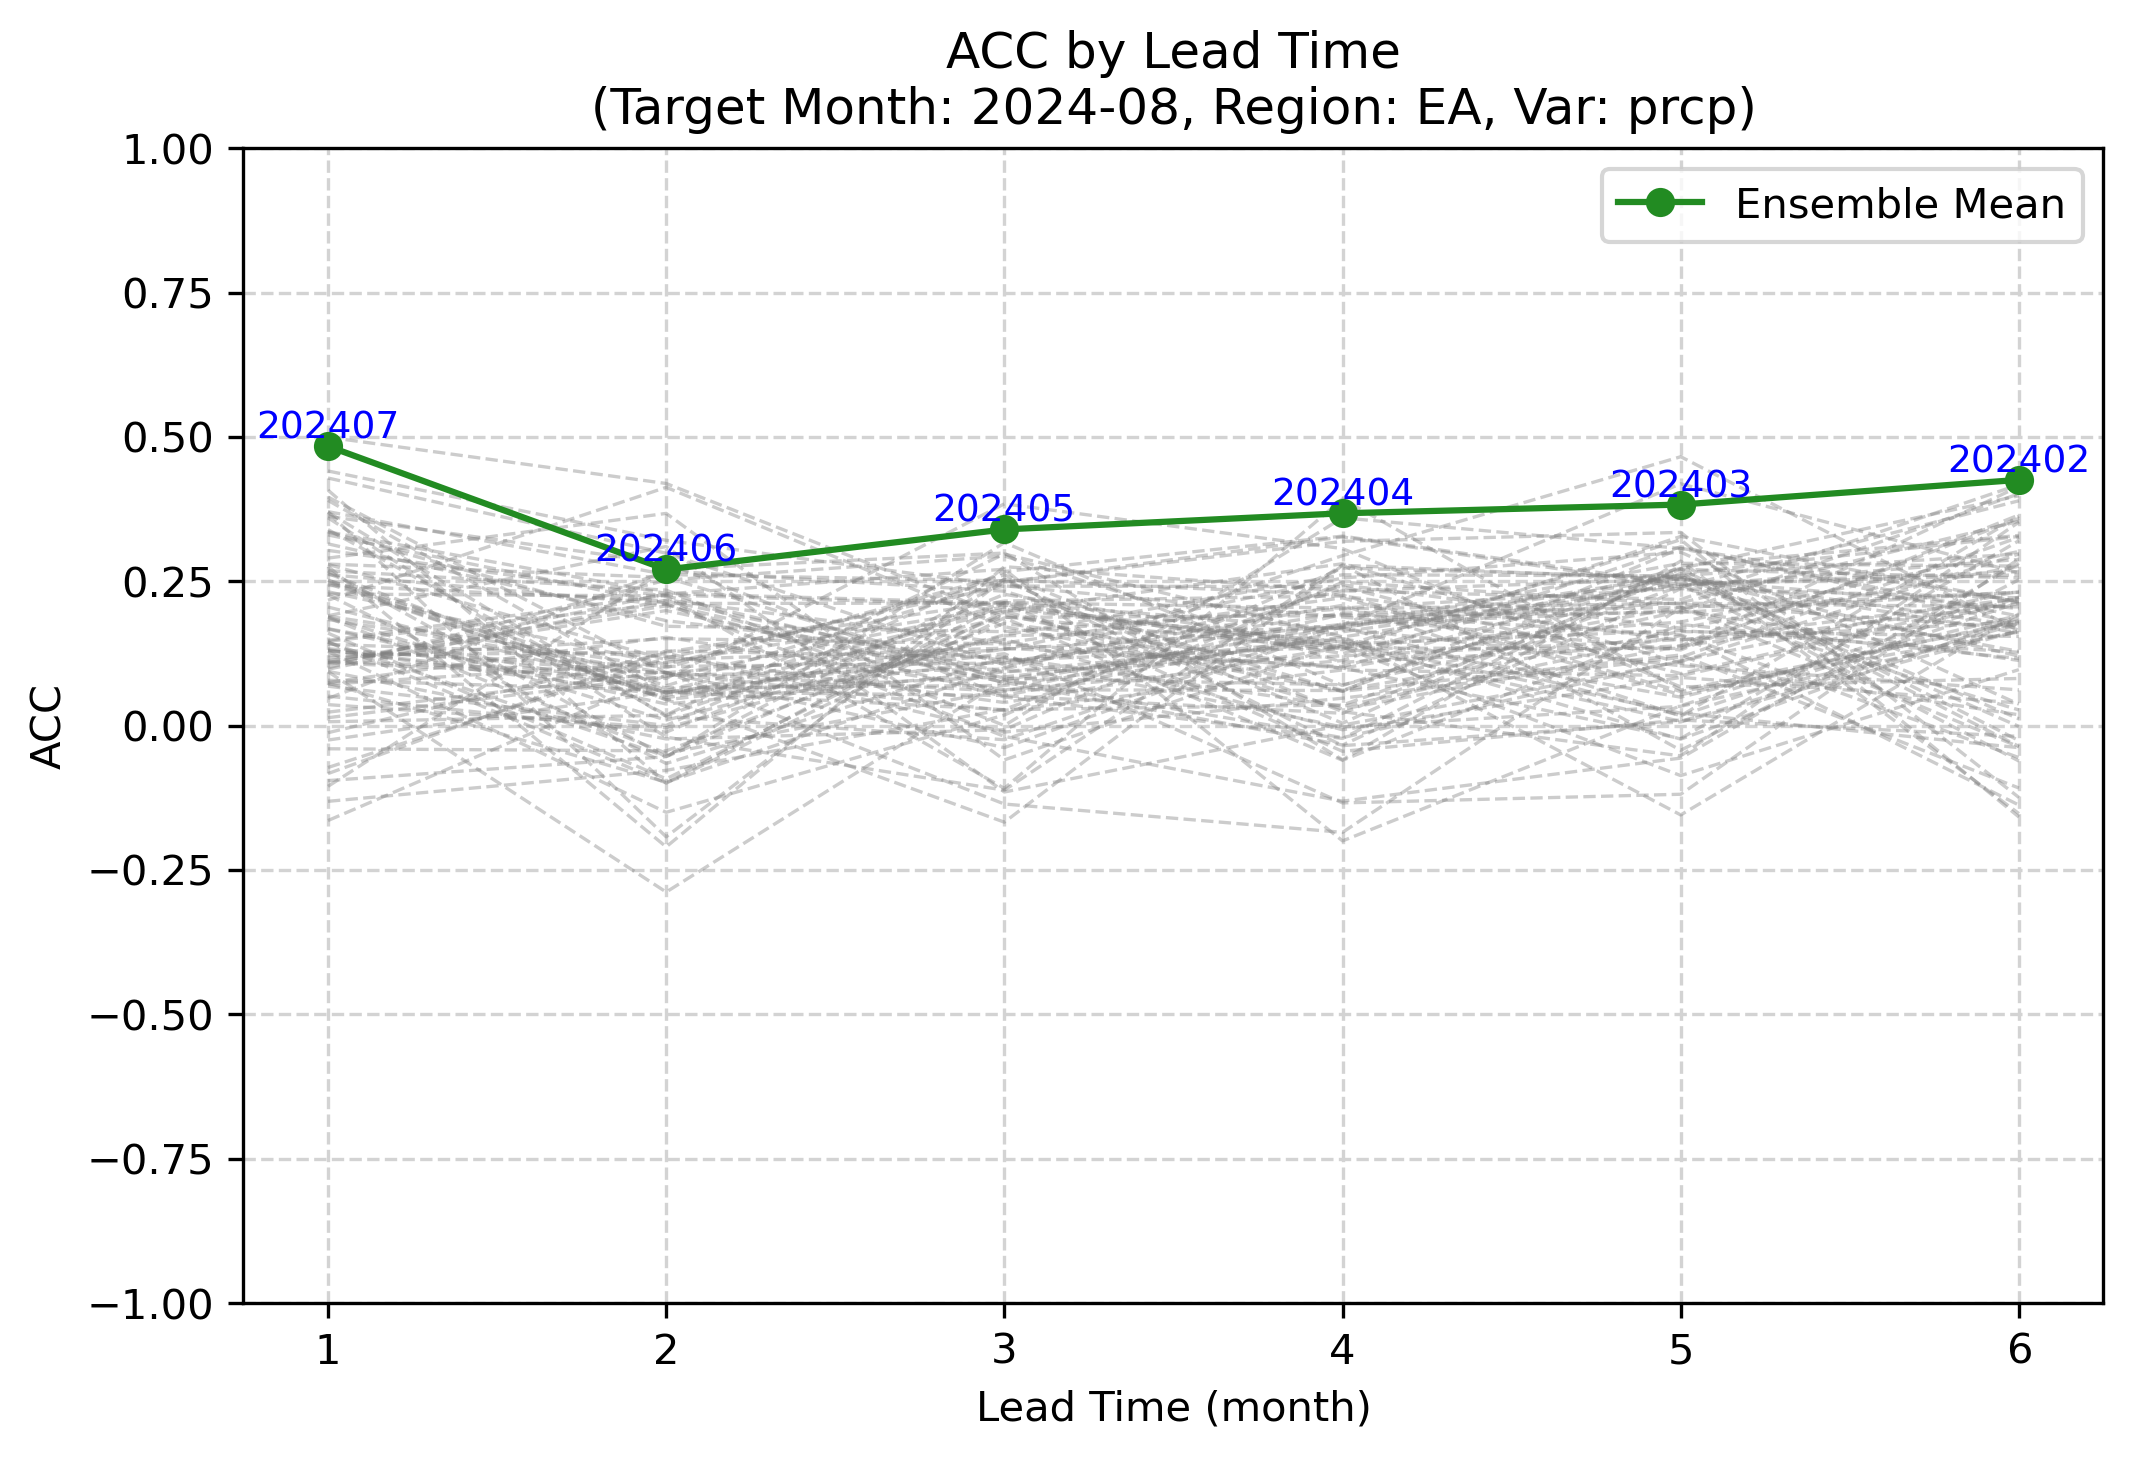 ACC by Lead Time
(Target Month: 2024-08, Region: EA, Var: prcp)
1.00
0.75
0.50
0.25
0.00
−0.25
−0.50
−0.75
−1.00
ACC
Ensemble Mean
202407
202406
202405
202404
202403
202402
1 2 3 4 5 6
Lead Time (month)